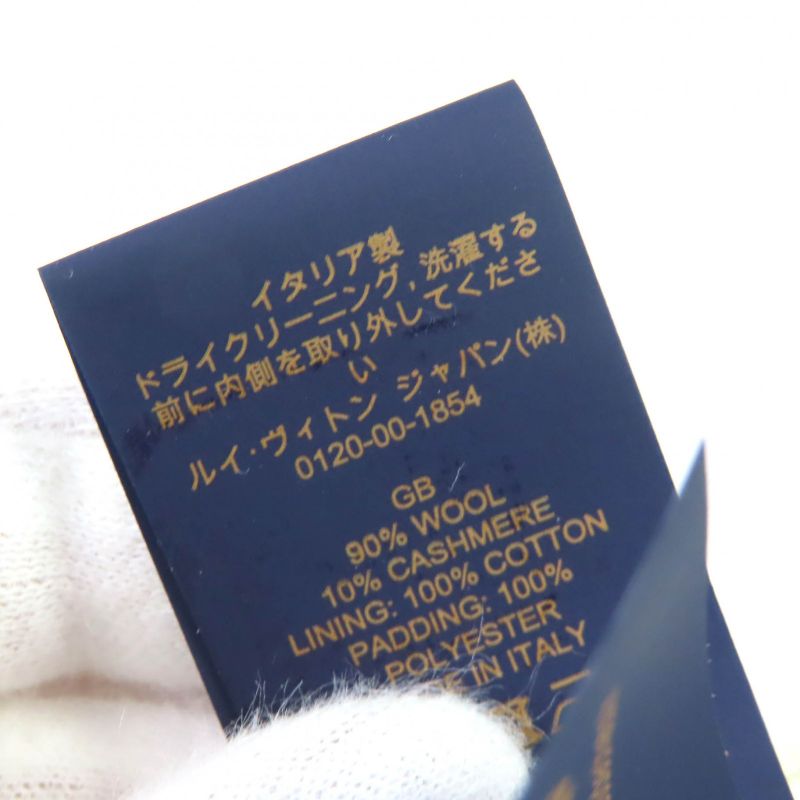 イタリア製
ドライクリーニング, 洗濯する
前に内側を取り外してくださ
い
ルイ・ヴィトン ジャパン(株)
0120-00-1854
GB
90% WOOL
10% CASHMERE
LINING: 100% COTTON
PADDING: 100%
POLYESTER
IN ITALY